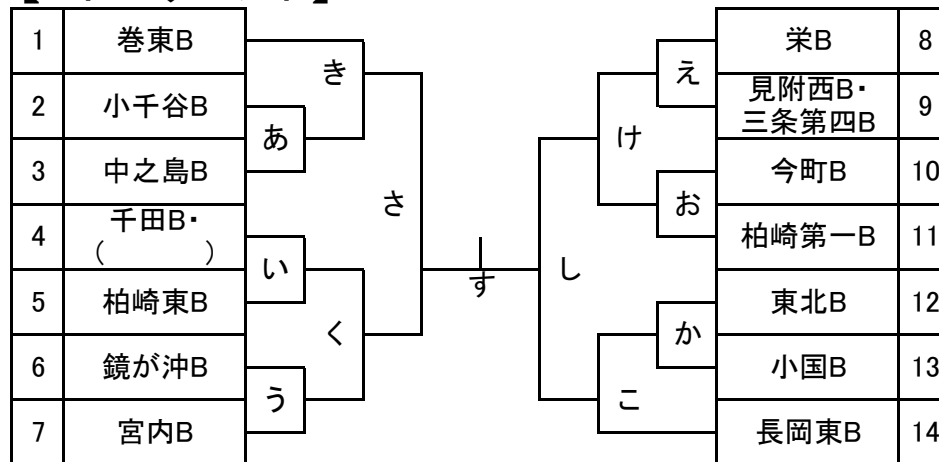 1 巻東B
2 小千谷B
3 中之島B
4 千田B・
(　　　)
5 柏崎東B
6 鏡が沖B
7 宮内B
き
あ
い
う
く
さ
す
し
け
こ
え
お
か
栄B 8
見附西B・
三条第四B 9
今町B 10
柏崎第一B 11
東北B 12
小国B 13
長岡東B 14